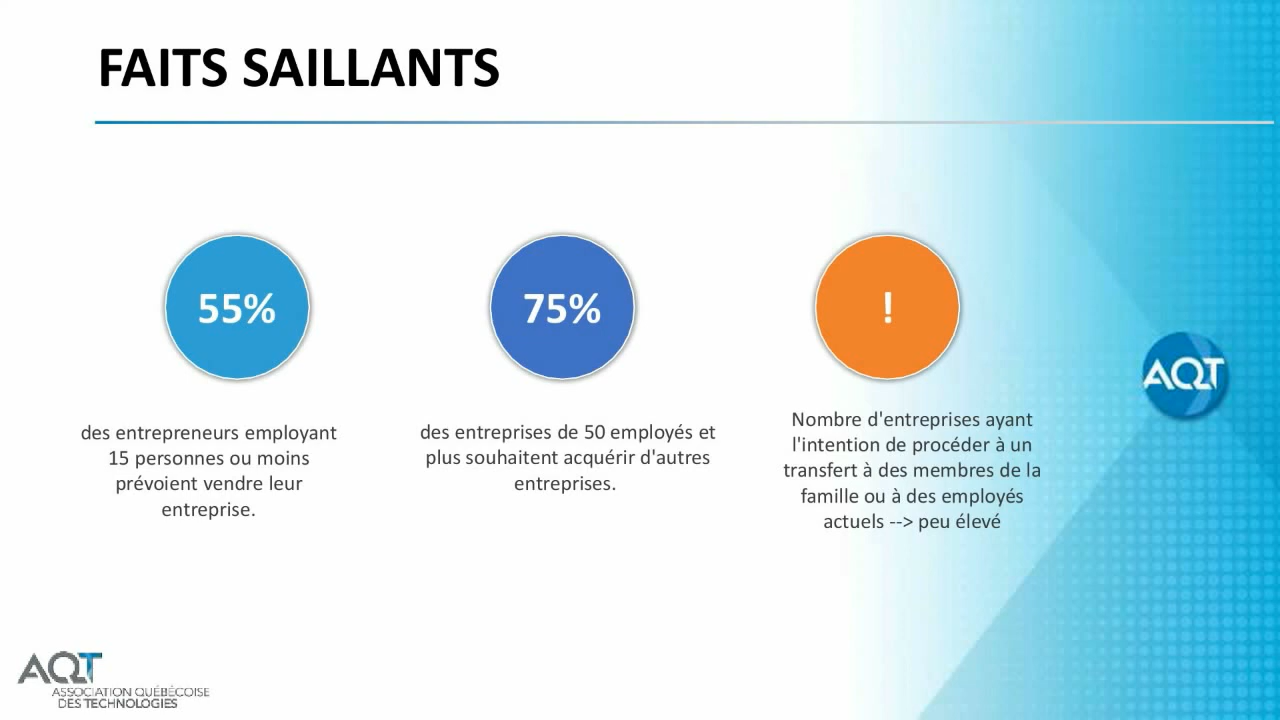 FAITS SAILLANTS
55%
75%
!
des entrepreneurs employant
15 personnes ou moins
prévoient vendre leur
entreprise.
des entreprises de 50 employés et
plus souhaitent acquérir d'autres
entreprises.
Nombre d'entreprises ayant
l'intention de procéder à un
transfert à des membres de la
famille ou à des employés
actuels --> peu élevé
AQT
AQT
ASSOCIATION QUÉBÉCOISE
DES TECHNOLOGIES